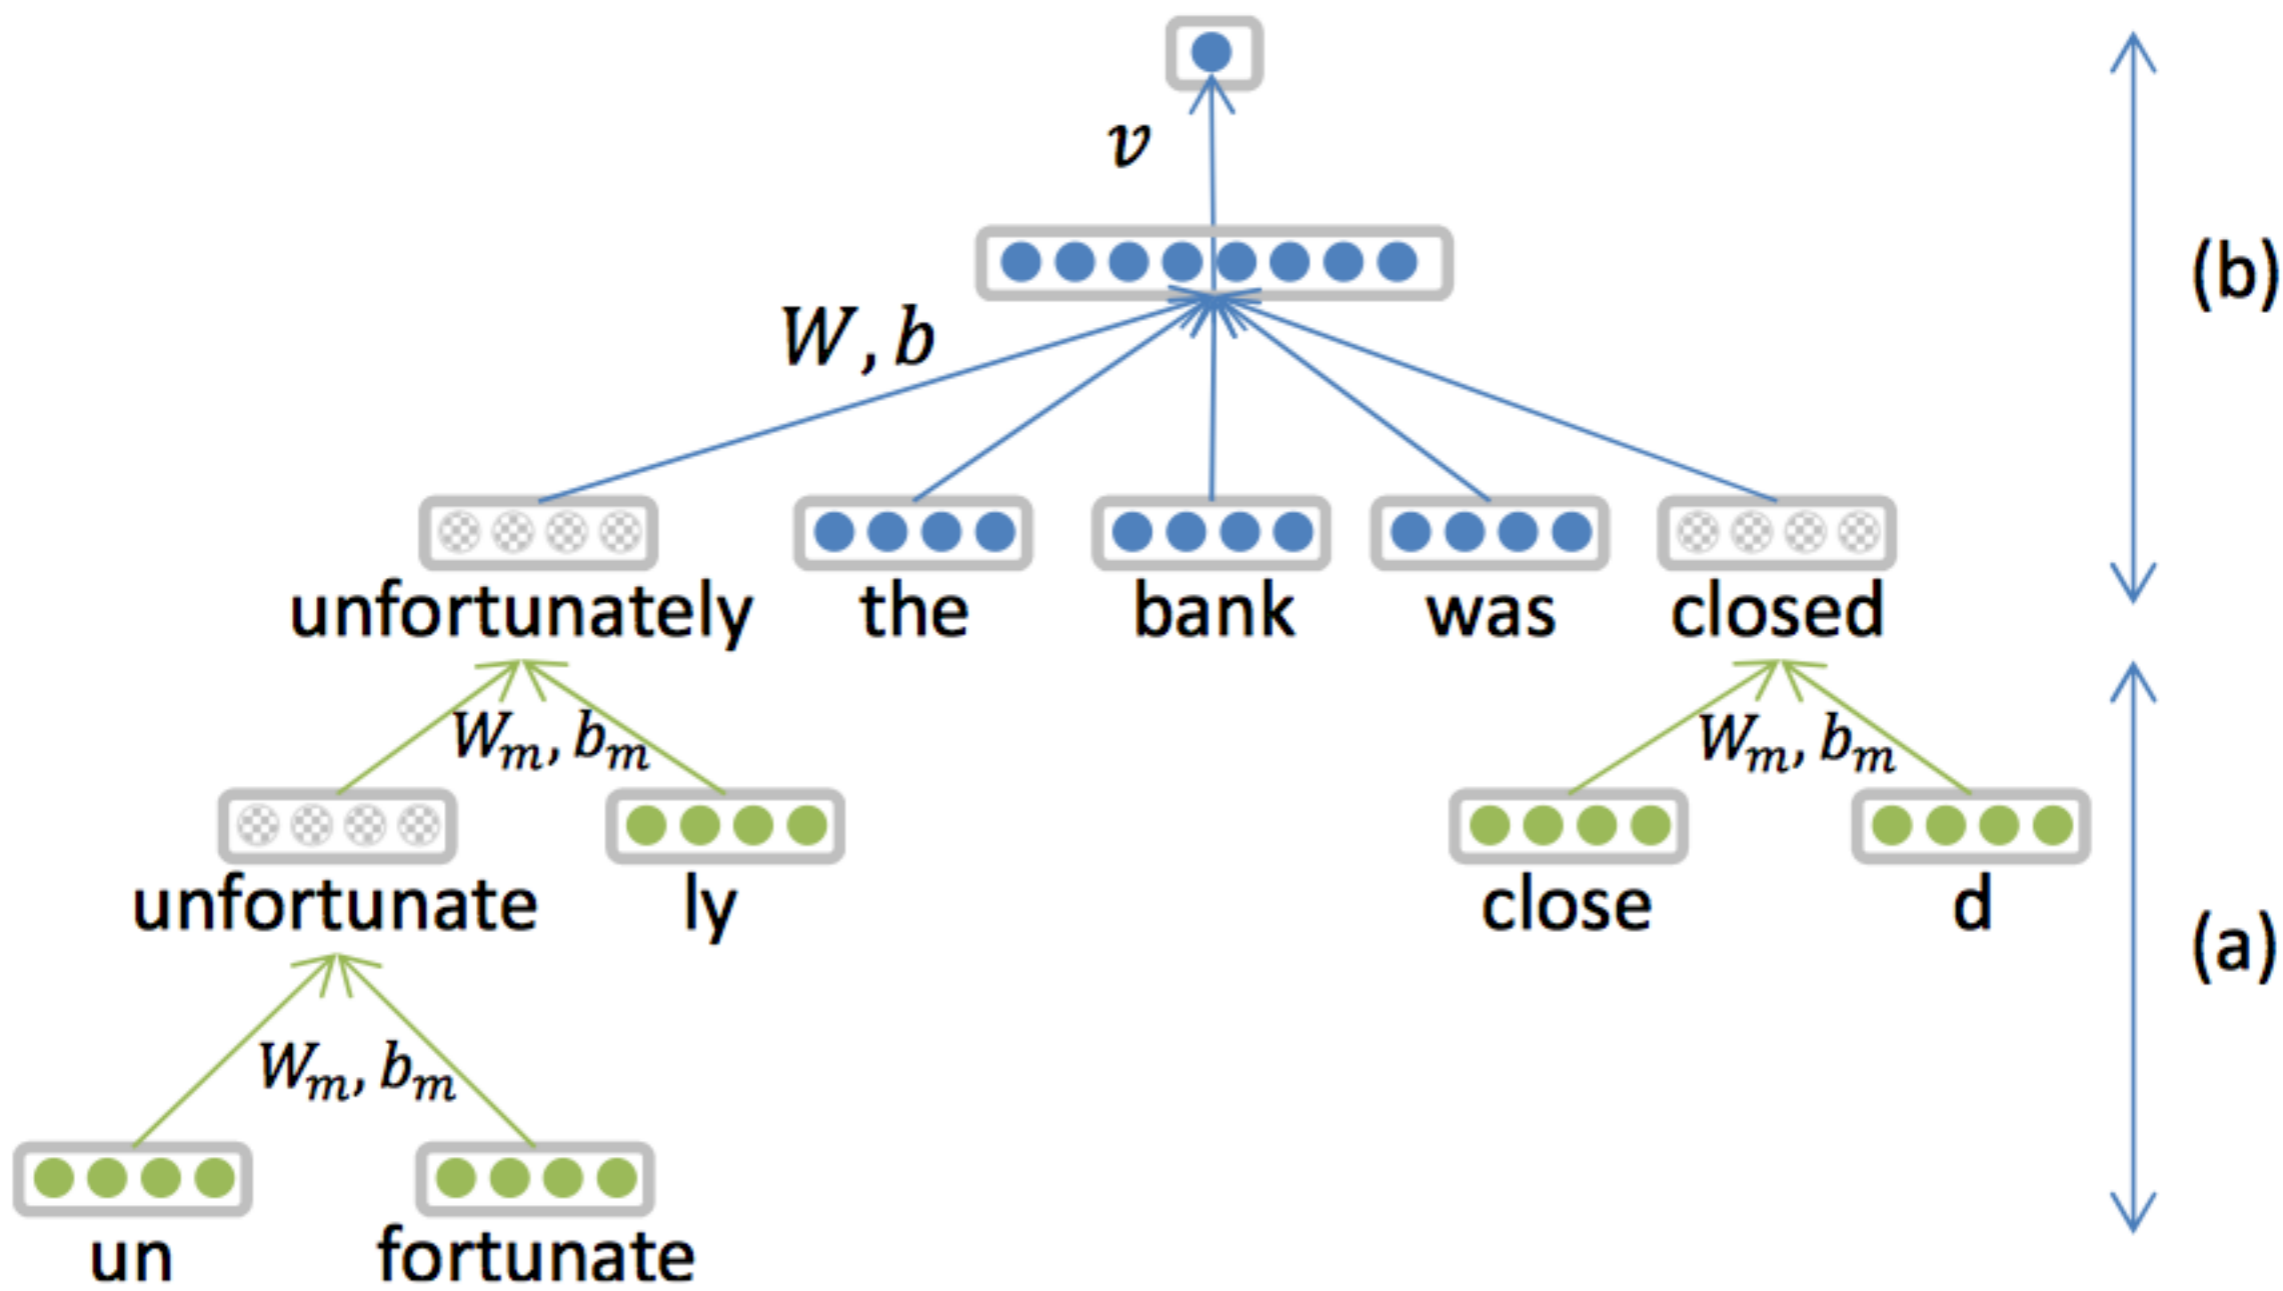 v
W, b
(b)
unfortunately the bank was closed
W_m, b_m W_m, b_m
unfortunate ly close d
(a)
W_m, b_m
un fortunate